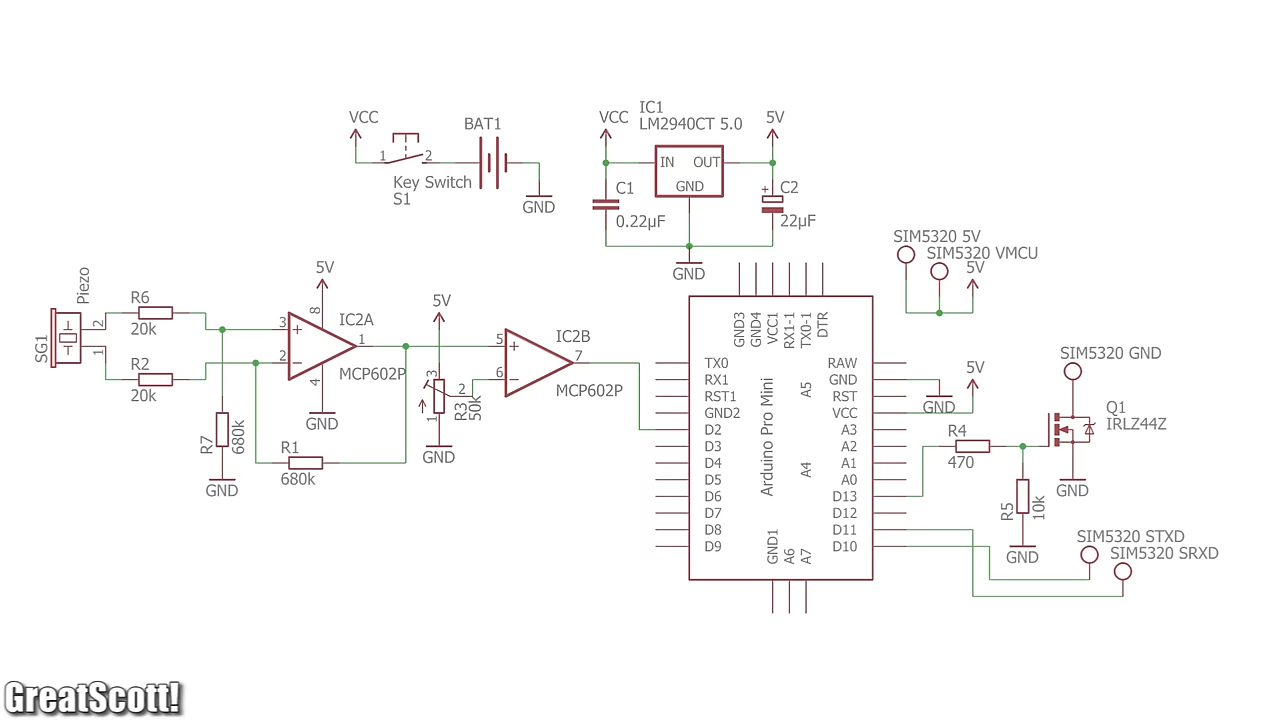 VCC
1
2
Key Switch
S1
BAT1
GND
VCC
IC1
LM2940CT 5.0
5V
IN
OUT
GND
C1
0.22µF
+
C2
22µF
GND
SIM5320 5V
SIM5320 VMCU
5V
Piezo
SG1
2
1
R6
20k
R2
20k
R7
680k
GND
5V
8
3
+
2
−
4
1
IC2A
MCP602P
GND
R1
680k
5V
3
2
1
R3
50k
GND
5
+
6
−
7
IC2B
MCP602P
GND3
GND4
VCC1
RX1-1
TX0-1
DTR
TX0
RX1
RST1
GND2
D2
D3
D4
D5
D6
D7
D8
D9
Arduino Pro Mini
A5
A4
GND1
A6
A7
RAW
GND
RST
VCC
A3
A2
A1
A0
D13
D12
D11
D10
GND
5V
R4
470
R5
10k
GND
SIM5320 GND
Q1
IRLZ44Z
GND
SIM5320 STXD
SIM5320 SRXD
GreatScott!